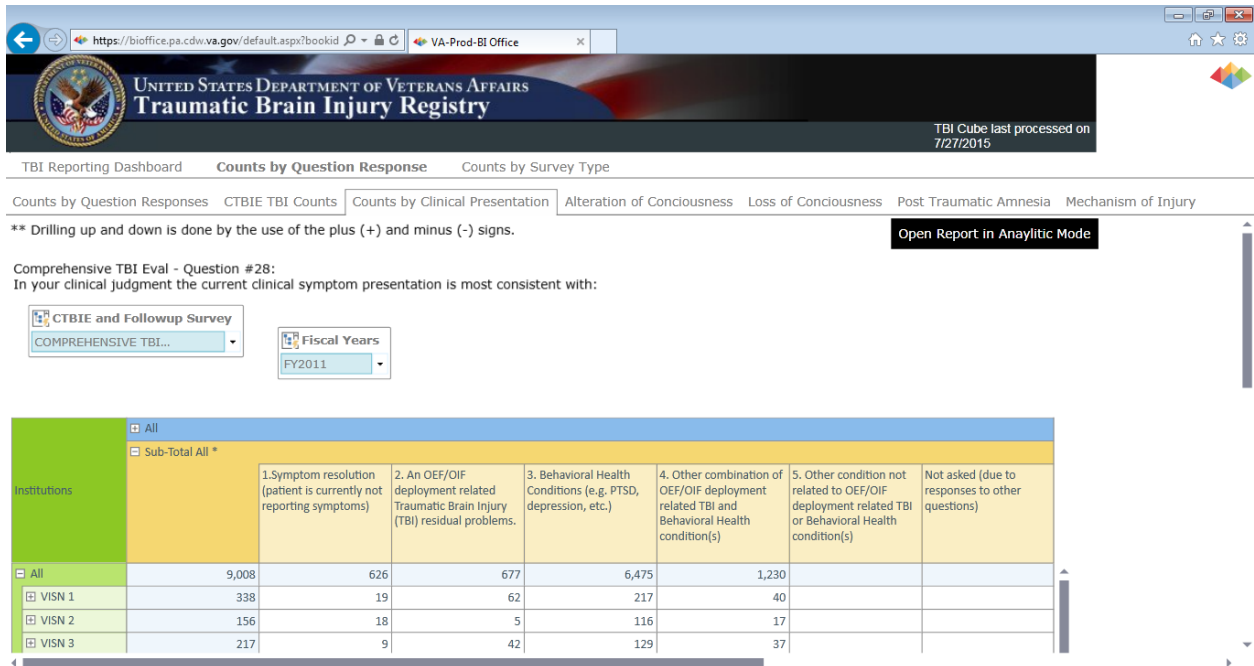 https://bioffice.pa.cdw.va.gov/default.aspx?bookid
VA-Prod-BI Office
UNITED STATES DEPARTMENT OF VETERANS AFFAIRS
Traumatic Brain Injury Registry
TBI Cube last processed on
7/27/2015
TBI Reporting Dashboard Counts by Question Response Counts by Survey Type
Counts by Question Responses CTBIE TBI Counts Counts by Clinical Presentation Alteration of Conciousness Loss of Conciousness Post Traumatic Amnesia Mechanism of Injury
** Drilling up and down is done by the use of the plus (+) and minus (-) signs.
Open Report in Anaylitic Mode
Comprehensive TBI Eval - Question #28:
In your clinical judgment the current clinical symptom presentation is most consistent with:
CTBIE and Followup Survey
COMPREHENSIVE TBI...
Fiscal Years
FY2011
All
Sub-Total All *
Institutions
1.Symptom resolution
(patient is currently not
reporting symptoms)
2. An OEF/OIF
deployment related
Traumatic Brain Injury
(TBI) residual problems.
3. Behavioral Health
Conditions (e.g. PTSD,
depression, etc.)
4. Other combination of
OEF/OIF deployment
related TBI and
Behavioral Health
condition(s)
5. Other condition not
related to OEF/OIF
deployment related TBI
or Behavioral Health
condition(s)
Not asked (due to
responses to other
questions)
All 9,008 626 677 6,475 1,230
VISN 1 338 19 62 217 40
VISN 2 156 18 5 116 17
VISN 3 217 9 42 129 37